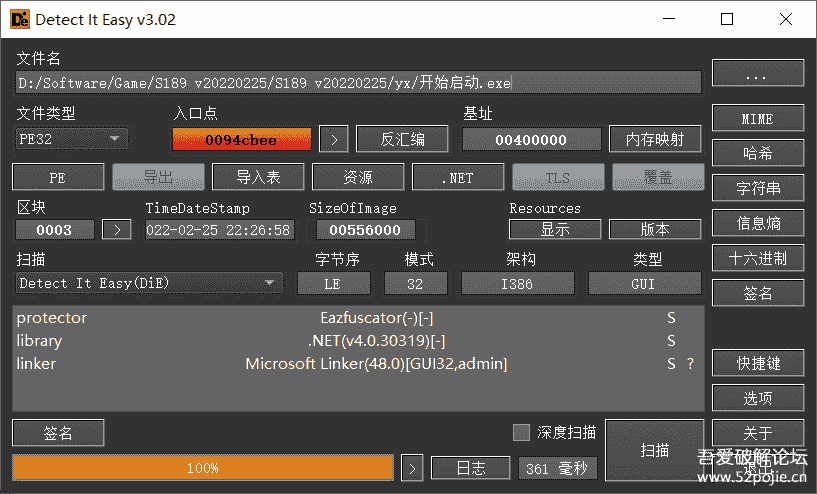 Detect It Easy v3.02
文件名
D:/Software/Game/S189 v20220225/S189 v20220225/yx/开始启动.exe
...
文件类型 入口点 基址
PE32 0094cbee > 反汇编 00400000 内存映射 MIME
PE 导出 导入表 资源 .NET TLS 覆盖 哈希
区块 TimeDateStamp SizeOfImage Resources 字符串
0003 > 022-02-25 22:26:58 00556000 显示 版本 信息熵
扫描 字节序 模式 架构 类型 十六进制
Detect It Easy(DiE) LE 32 I386 GUI 签名
protector Eazfuscator(-)[-] S
library .NET(v4.0.30319)[-] S
linker Microsoft Linker(48.0)[GUI32,admin] S ?
快捷键
选项
签名 深度扫描 扫描 关于
100% > 日志 361 毫秒 退出
吾爱破解论坛
www.52pojie.cn